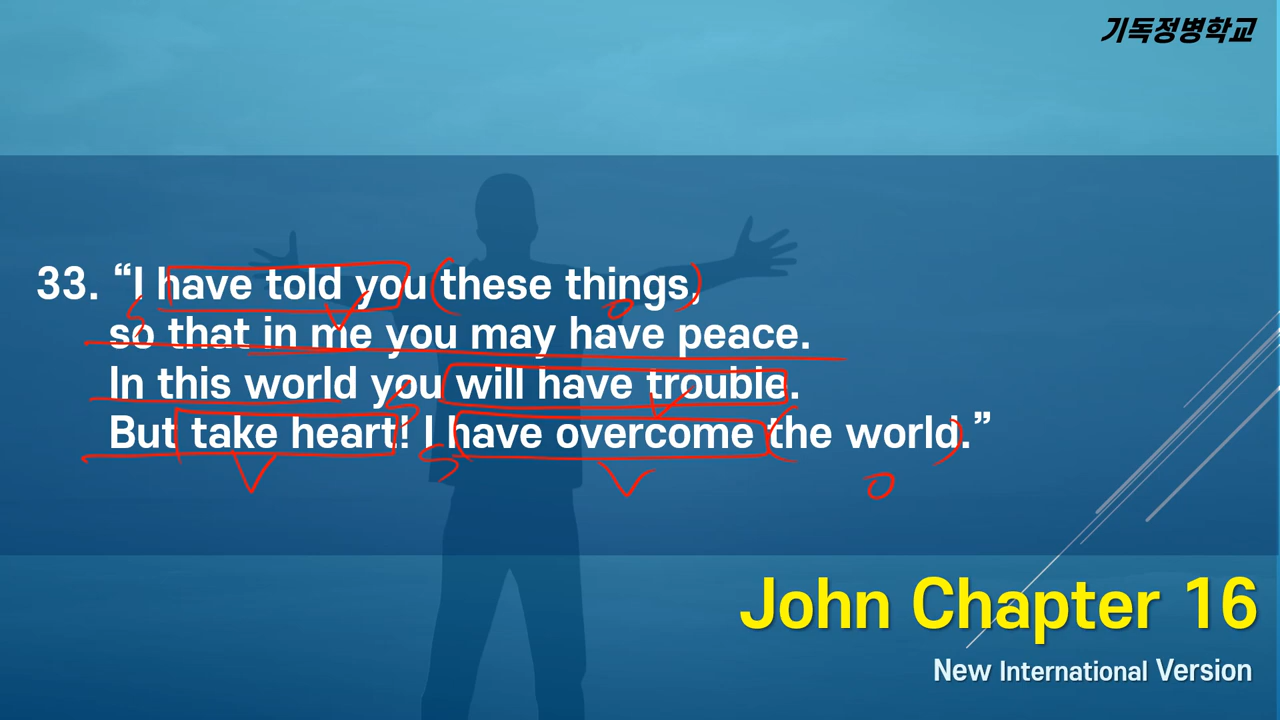 기독정병학교
33. “I have told you these things,
so that in me you may have peace.
In this world you will have trouble.
But take heart! I have overcome the world.”
S V O
S V
V S V O
John Chapter 16
New International Version